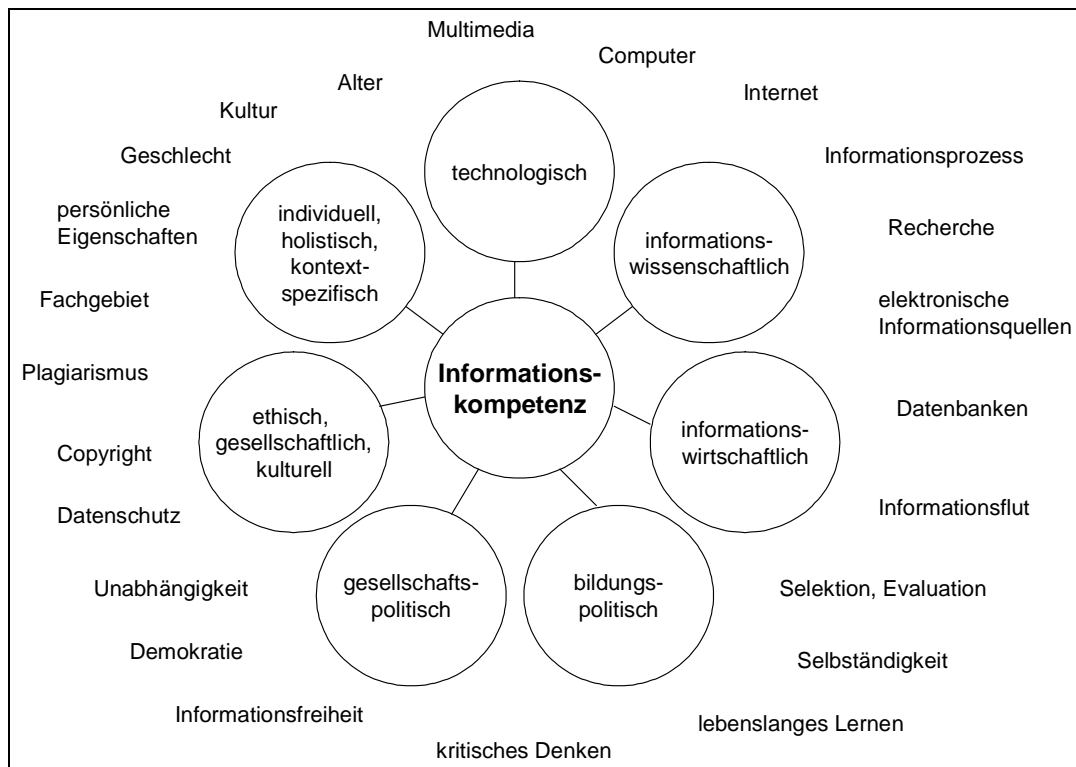 Multimedia
Computer
Alter
Internet
Kultur
Geschlecht
Informationsprozess
technologisch
persönliche
Eigenschaften
individuell,
holistisch,
kontext-
spezifisch
informations-
wissenschaftlich
Recherche
Fachgebiet
elektronische
Informationsquellen
Plagiarismus
Informations-
kompetenz
ethisch,
gesellschaftlich,
kulturell
informations-
wirtschaftlich
Datenbanken
Copyright
Datenschutz
Informationsflut
Unabhängigkeit
gesellschafts-
politisch
bildungs-
politisch
Selektion, Evaluation
Demokratie
Selbständigkeit
Informationsfreiheit
lebenslanges Lernen
kritisches Denken